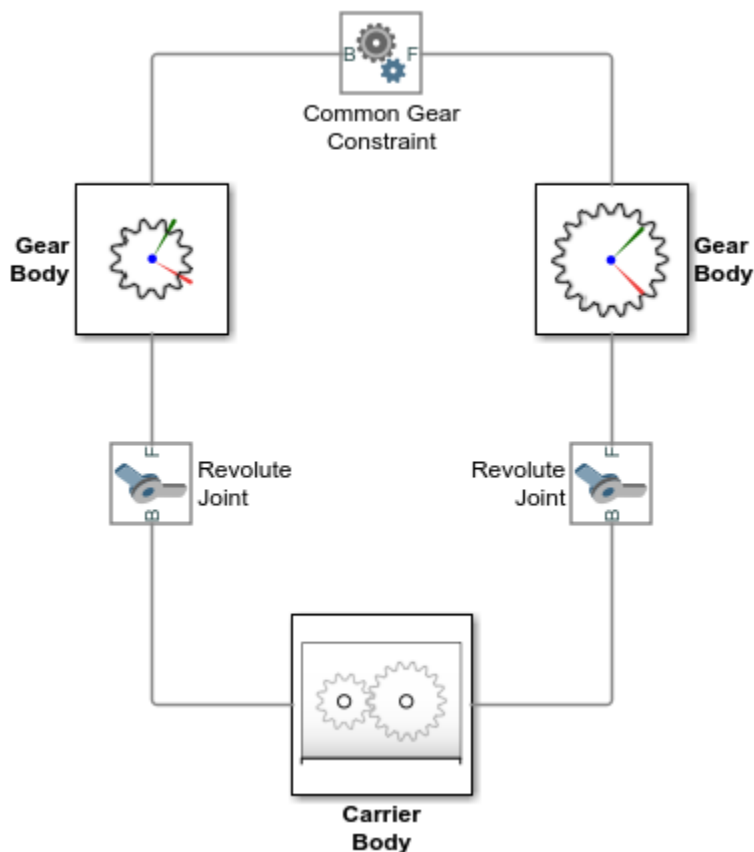 B
F
Common Gear
Constraint
Gear
Body
Gear
Body
F
Revolute
Joint
B
F
Revolute
Joint
B
Carrier
Body